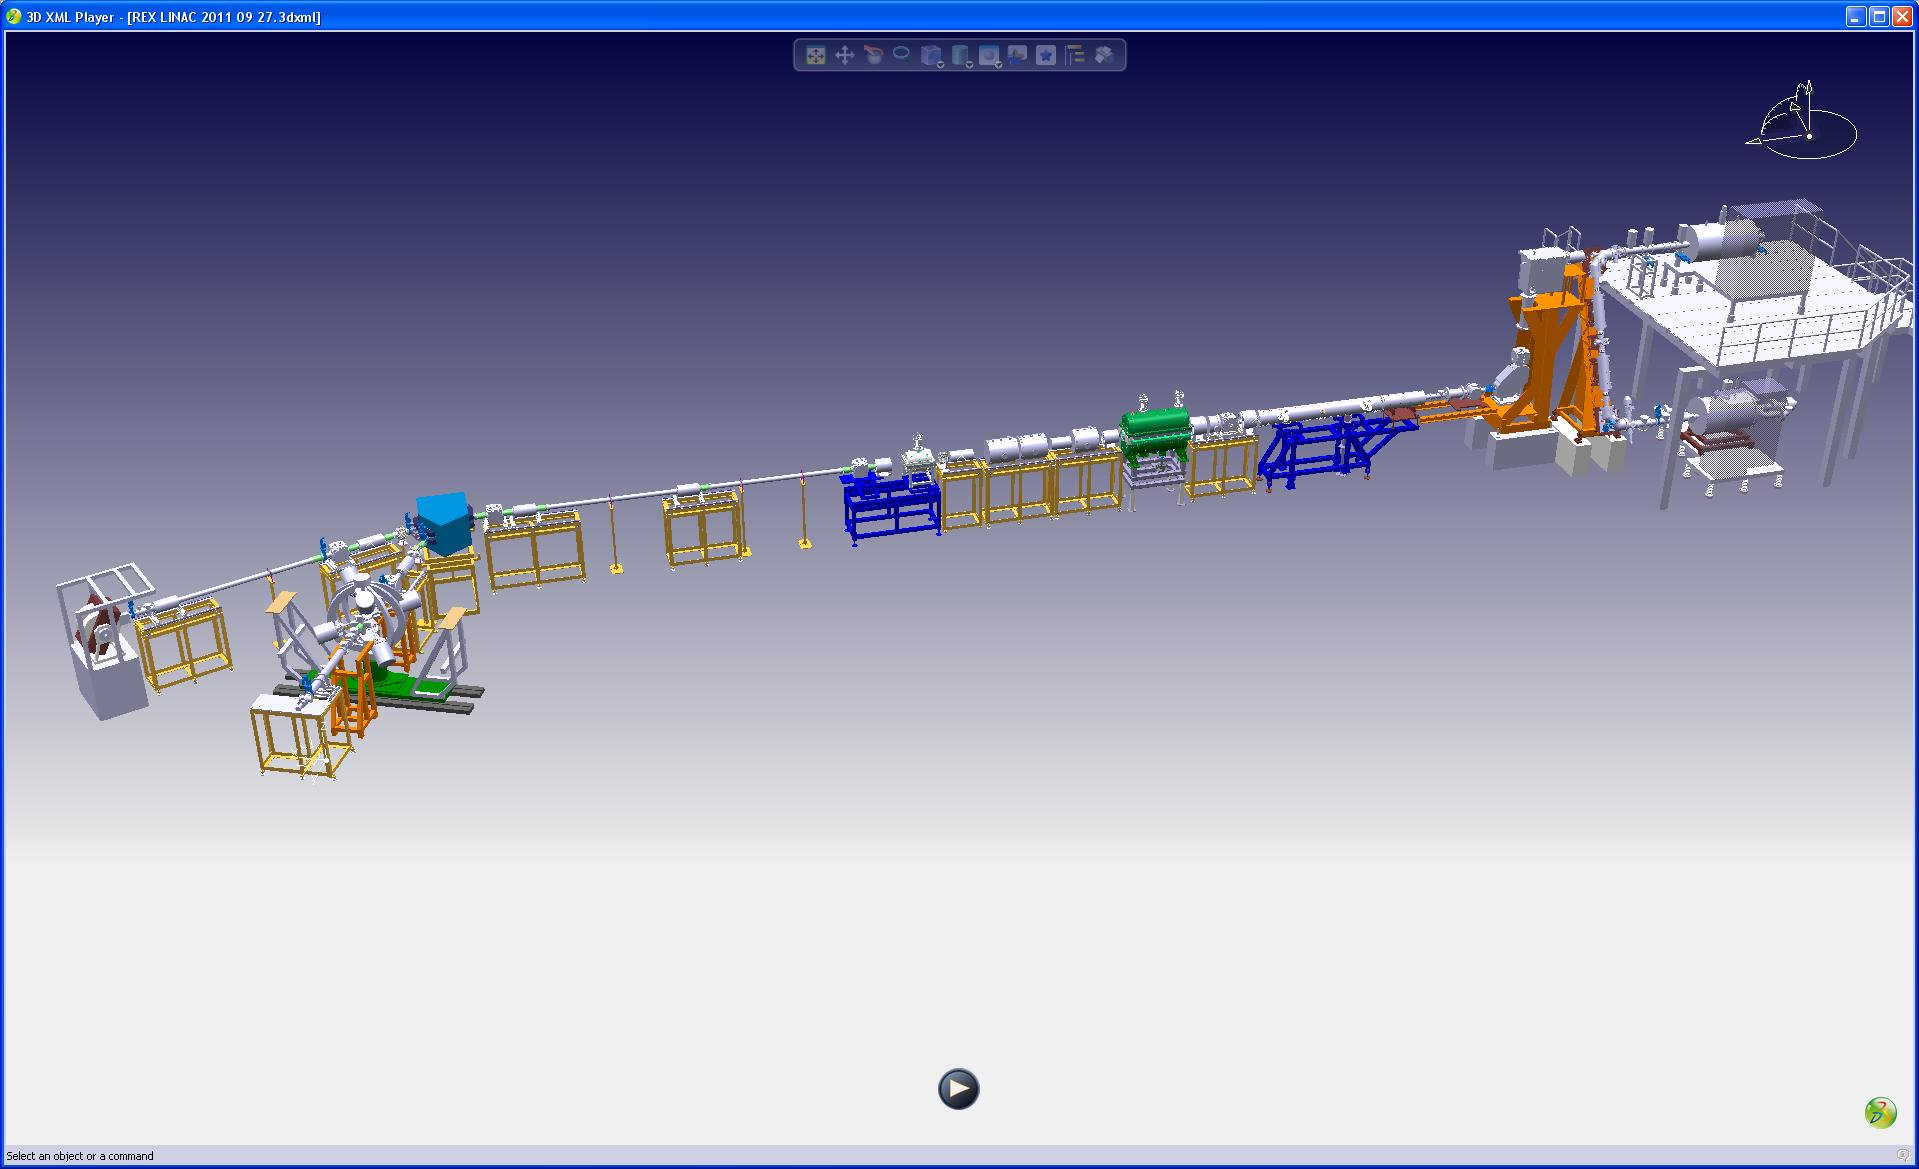 3D XML Player - [REX LINAC 2011 09 27.3dxml]
Select an object or a command